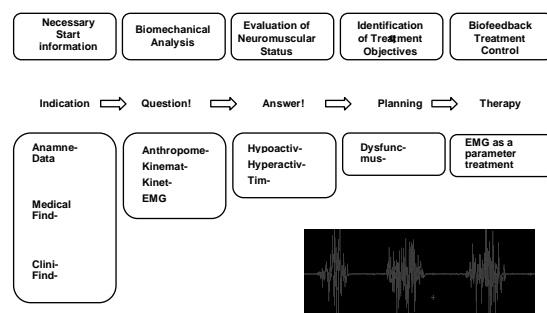 Necessary
Start
information
Biomechanical
Analysis
Evaluation of
Neuromuscular
Status
Identification
of Treatment
Objectives
Biofeedback
Treatment
Control
Indication
Question!
Answer!
Planning
Therapy
Anamne-
Data
Medical
Find-
Clini-
Find-
Anthropome-
Kinemat-
Kinet-
EMG
Hypoactiv-
Hyperactiv-
Tim-
Dysfunc-
mus-
EMG as a
parameter
treatment